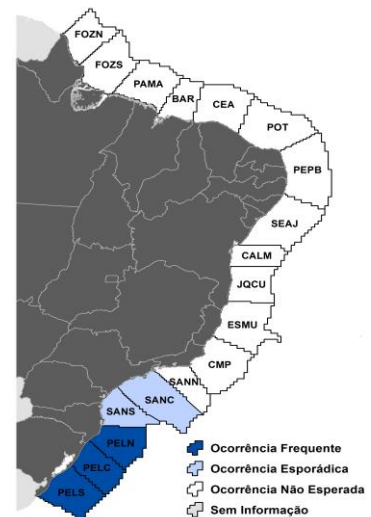 FOZN
FOZS
PAMA
BAR
CEA
POT
PEPB
SEAJ
CALM
JQCU
ESMU
CMP
SANN
SANC
SANS
PELN
PELC
PELS
Ocorrência Frequente
Ocorrência Esporádica
Ocorrência Não Esperada
Sem Informação